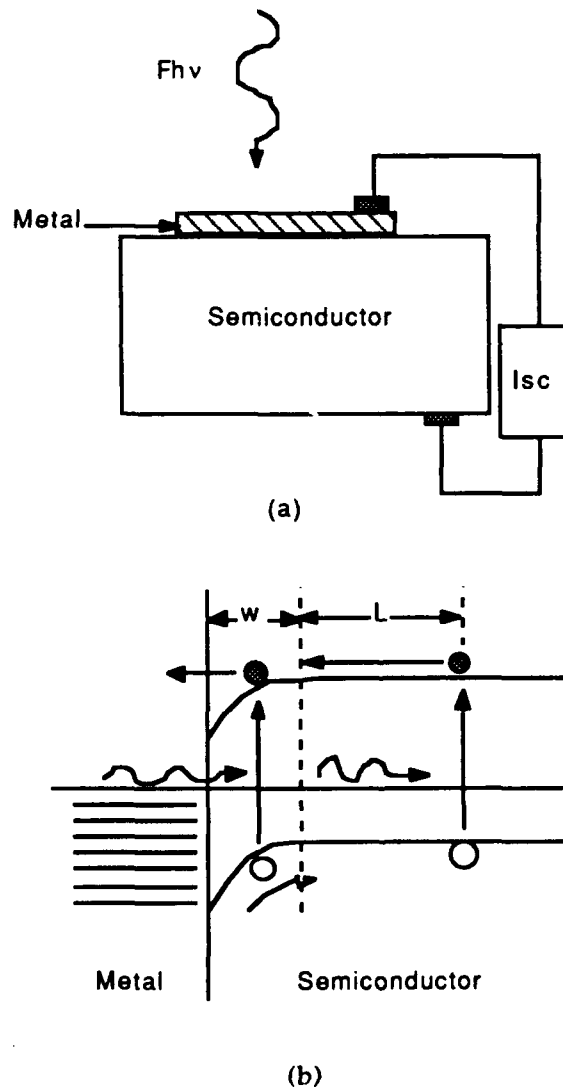 Fhν
Metal
Semiconductor
Isc
(a)
w
L
Metal
Semiconductor
(b)